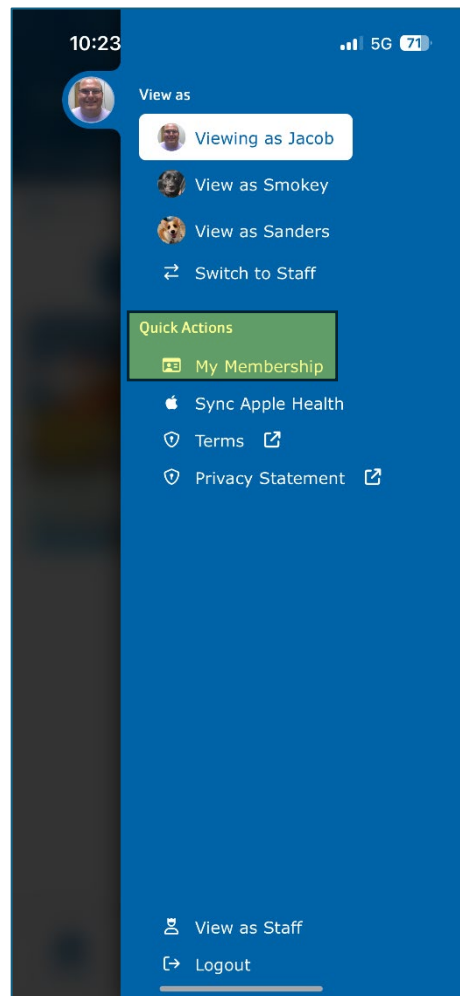 10:23
5G 71
View as
Viewing as Jacob
View as Smokey
View as Sanders
Switch to Staff
Quick Actions
My Membership
Sync Apple Health
Terms
Privacy Statement
View as Staff
Logout